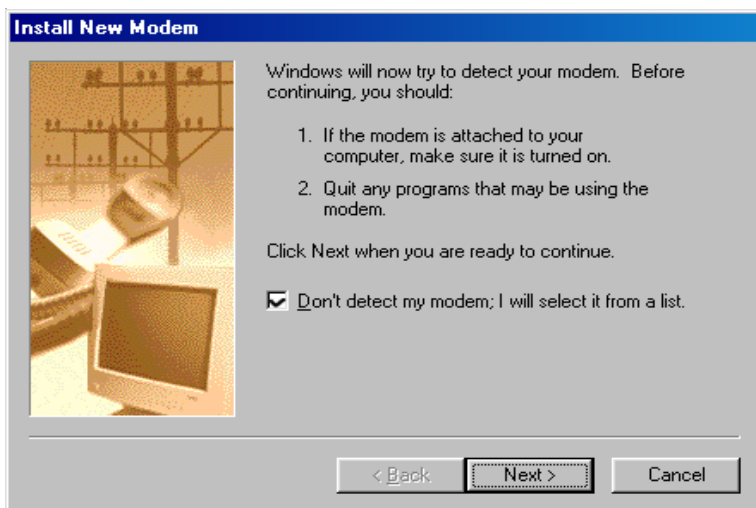 Install New Modem
Windows will now try to detect your modem.  Before
continuing, you should:
1.  If the modem is attached to your
computer, make sure it is turned on.
2.  Quit any programs that may be using the
modem.
Click Next when you are ready to continue.
Don't detect my modem; I will select it from a list.
< Back
Next >
Cancel